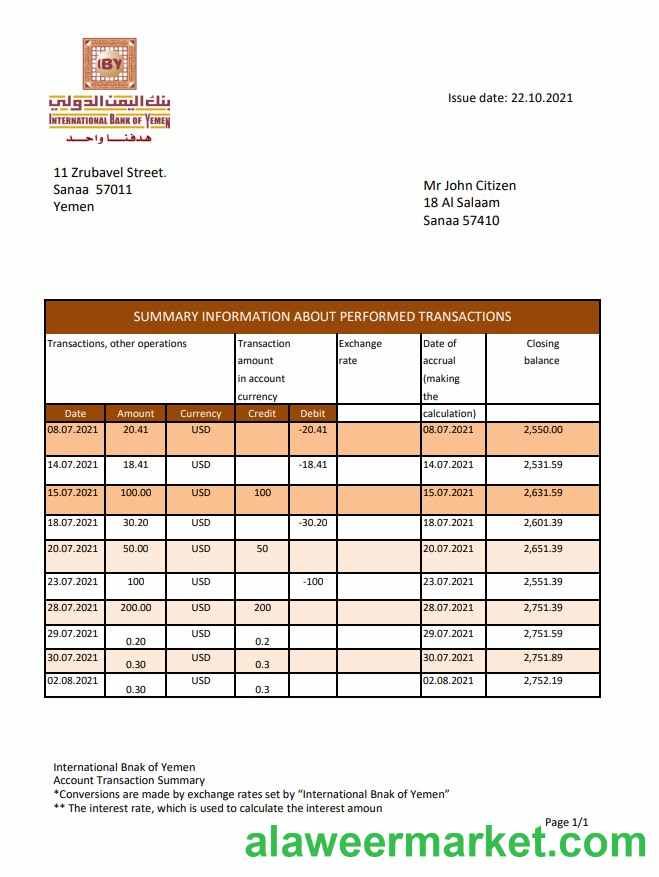 IBY
بنك اليمن الدولي
INTERNATIONAL BANK OF YEMEN
هدفنا واحد
Issue date: 22.10.2021
11 Zrubavel Street.
Sanaa 57011
Yemen
Mr John Citizen
18 Al Salaam
Sanaa 57410
SUMMARY INFORMATION ABOUT PERFORMED TRANSACTIONS
Transactions, other operations Transaction amount in account currency Exchange rate Date of accrual (making the calculation) Closing balance
Date Amount Currency Credit Debit
08.07.2021 20.41 USD -20.41 08.07.2021 2,550.00
14.07.2021 18.41 USD -18.41 14.07.2021 2,531.59
15.07.2021 100.00 USD 100 15.07.2021 2,631.59
18.07.2021 30.20 USD -30.20 18.07.2021 2,601.39
20.07.2021 50.00 USD 50 20.07.2021 2,651.39
23.07.2021 100 USD -100 23.07.2021 2,551.39
28.07.2021 200.00 USD 200 28.07.2021 2,751.39
29.07.2021 0.20 USD 0.2 29.07.2021 2,751.59
30.07.2021 0.30 USD 0.3 30.07.2021 2,751.89
02.08.2021 0.30 USD 0.3 02.08.2021 2,752.19
International Bnak of Yemen
Account Transaction Summary
*Conversions are made by exchange rates set by “International Bnak of Yemen”
** The interest rate, which is used to calculate the interest amoun
Page 1/1
alaweermarket.com